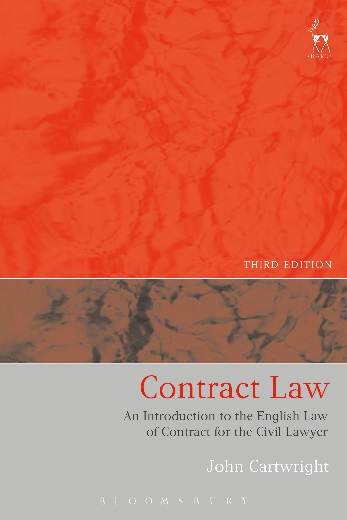 HART
THIRD EDITION
Contract Law
An Introduction to the English Law
of Contract for the Civil Lawyer
John Cartwright
BLOOMSBURY